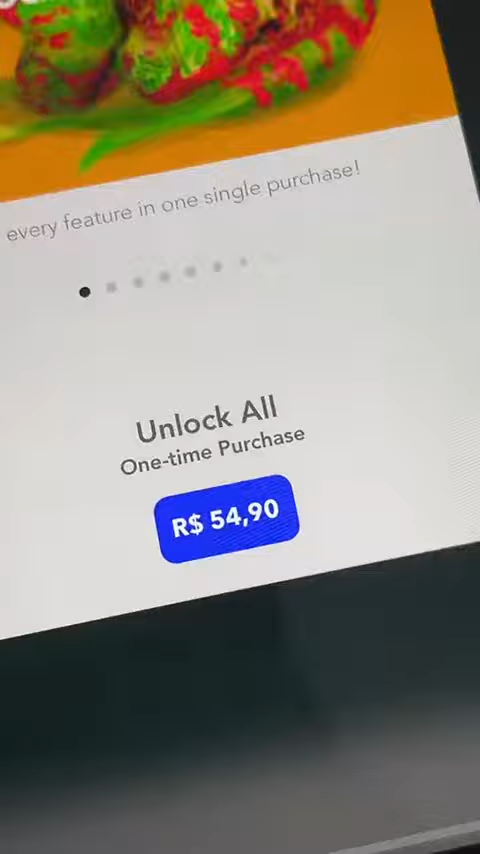 every feature in one single purchase!
Unlock All
One-time Purchase
R$ 54,90